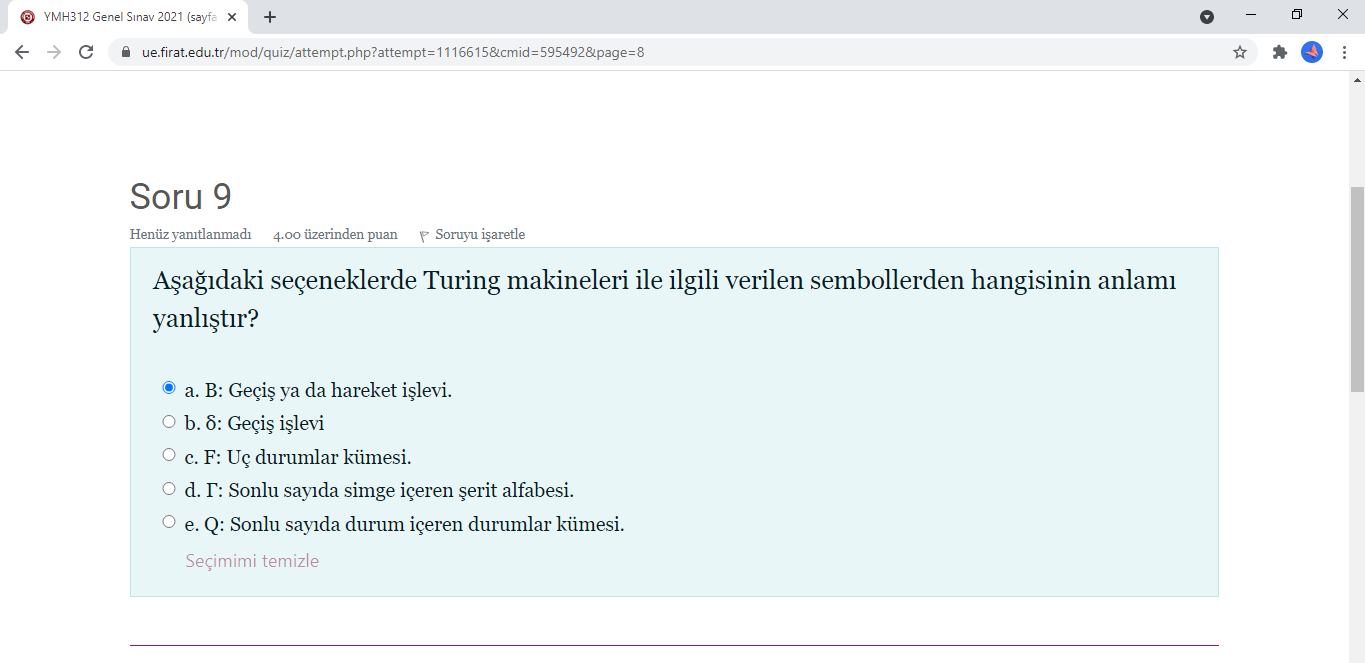 YMH312 Genel Sınav 2021 (sayfa
ue.firat.edu.tr/mod/quiz/attempt.php?attempt=1116615&cmid=595492&page=8
Soru 9
Henüz yanıtlanmadı 4.00 üzerinden puan Soruyu işaretle
Aşağıdaki seçeneklerde Turing makineleri ile ilgili verilen sembollerden hangisinin anlamı
yanlıştır?
a. B: Geçiş ya da hareket işlevi.
b. δ: Geçiş işlevi
c. F: Uç durumlar kümesi.
d. Γ: Sonlu sayıda simge içeren şerit alfabesi.
e. Q: Sonlu sayıda durum içeren durumlar kümesi.
Seçimimi temizle